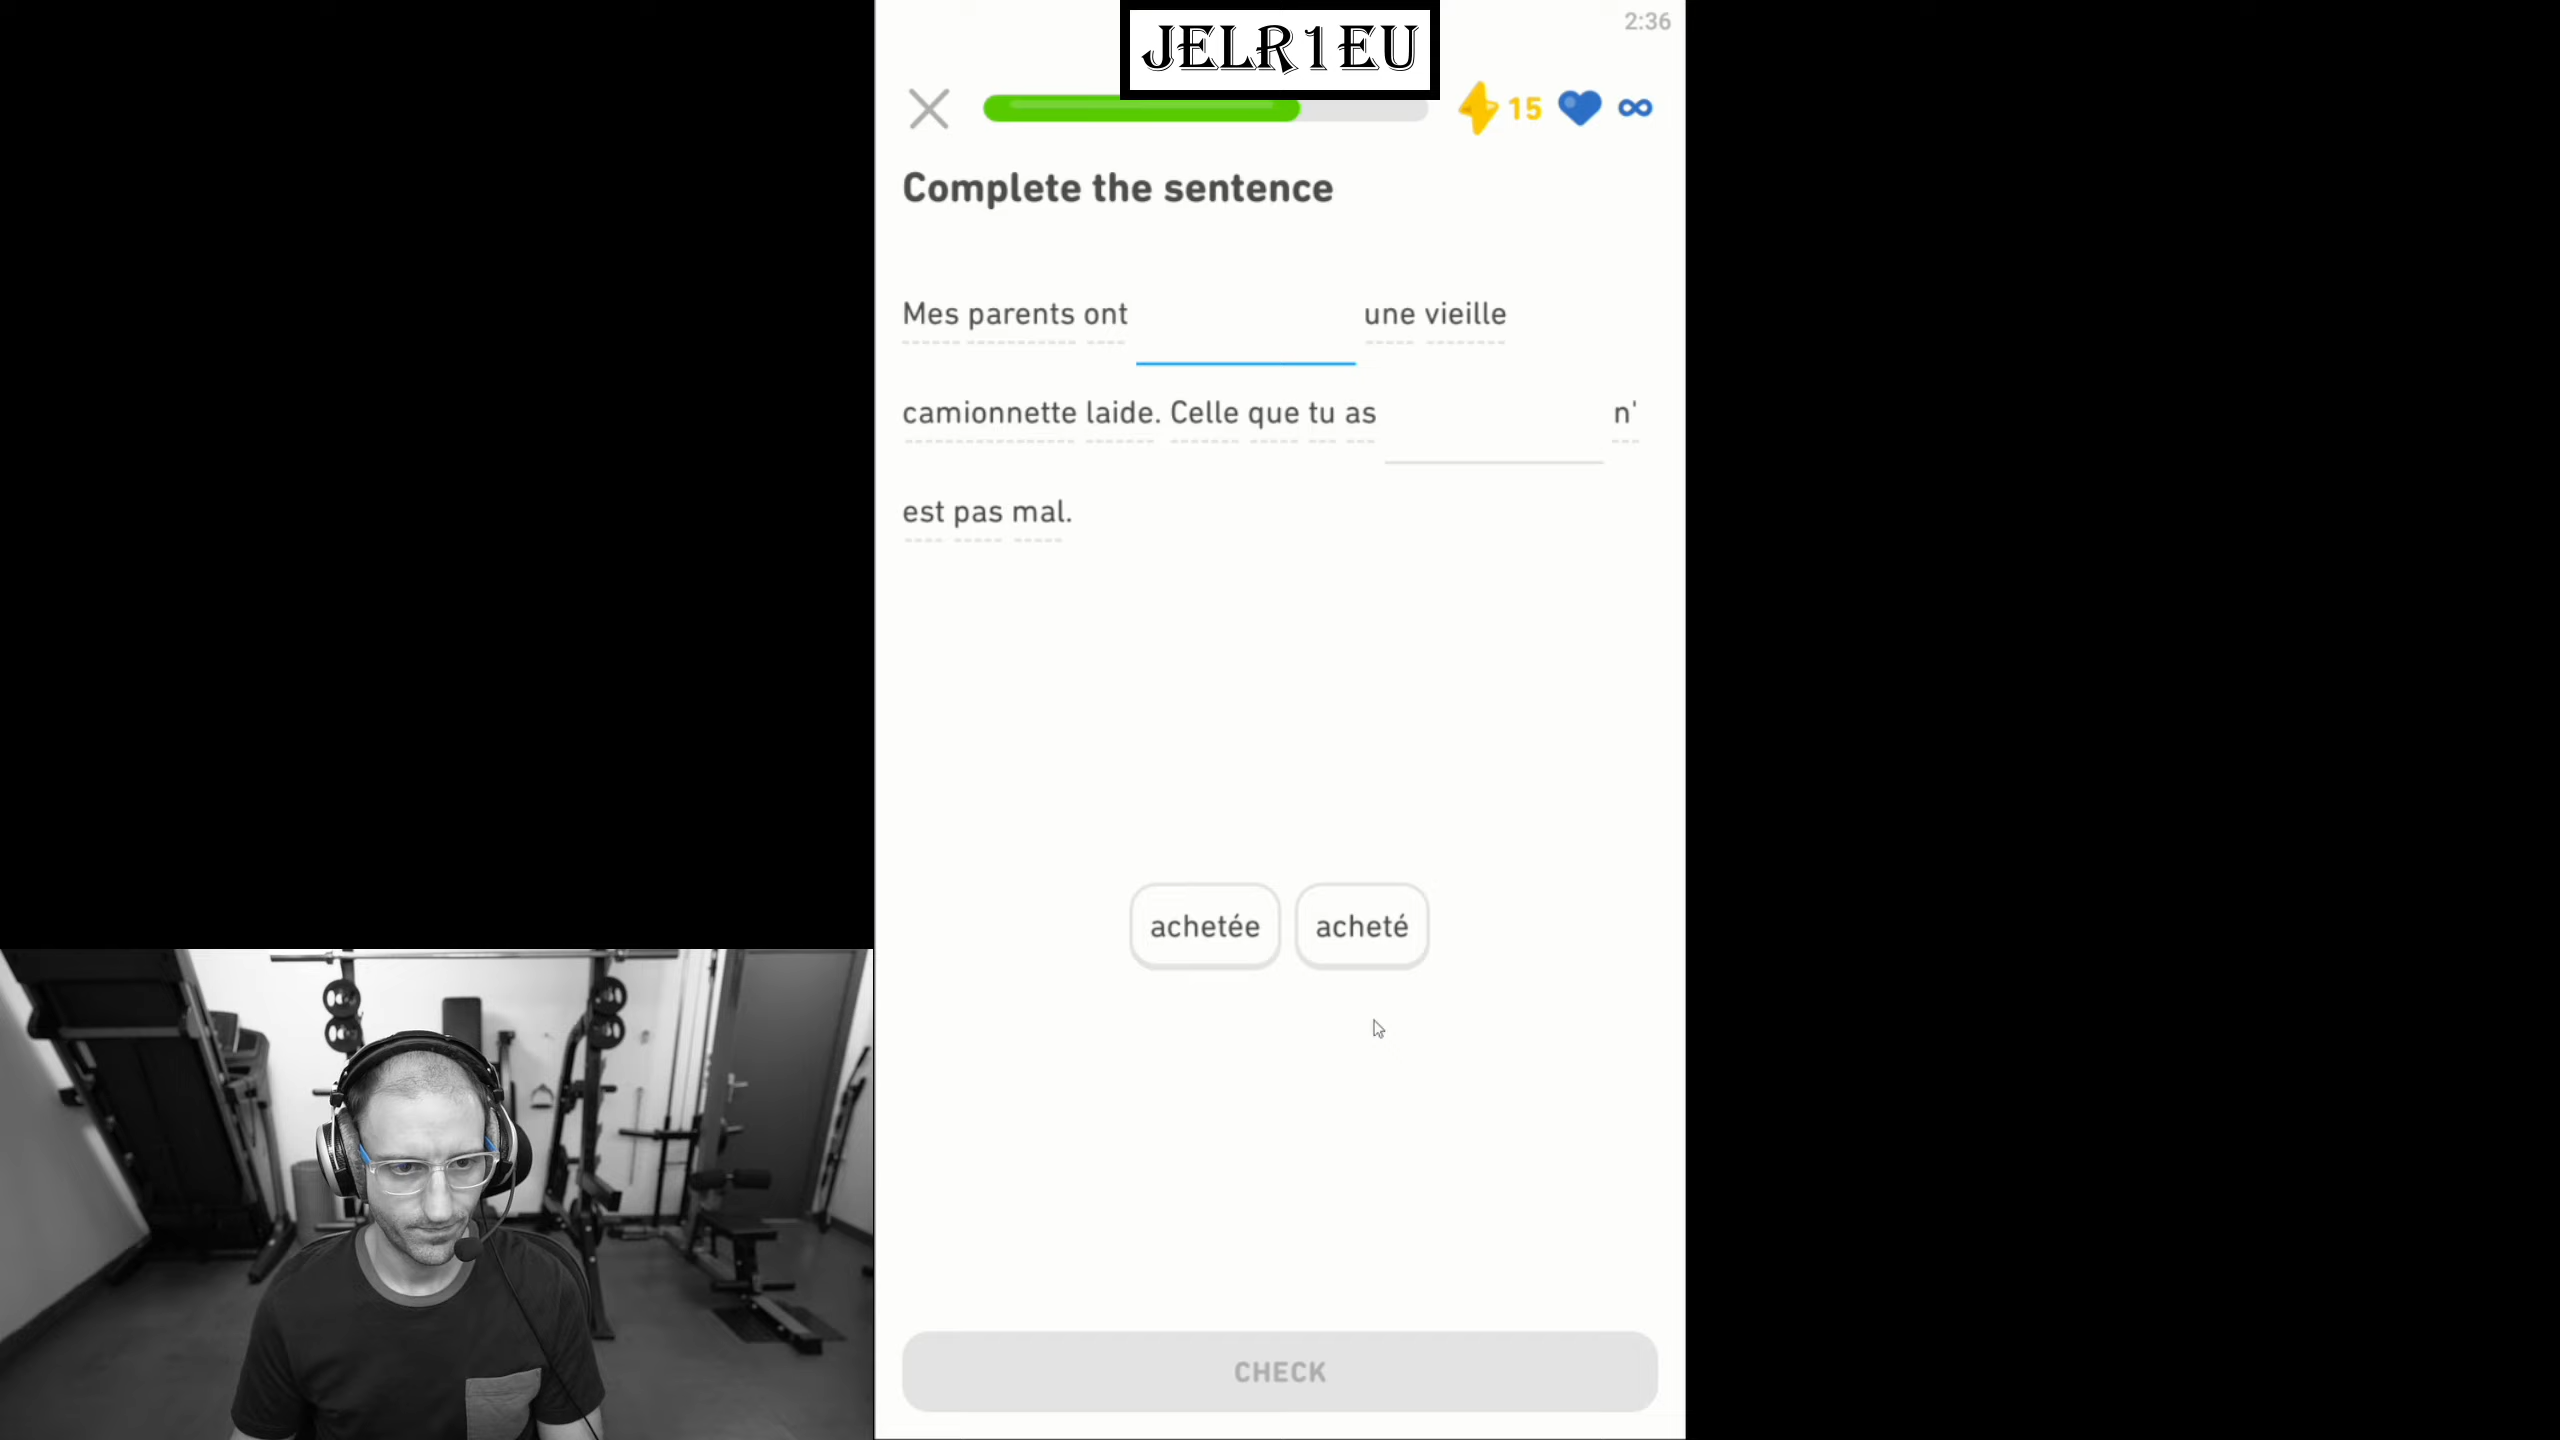 JELR1EU
2:36
15 ∞
Complete the sentence
Mes parents ont une vieille
camionnette laide. Celle que tu as n'
est pas mal.
achetée acheté
CHECK